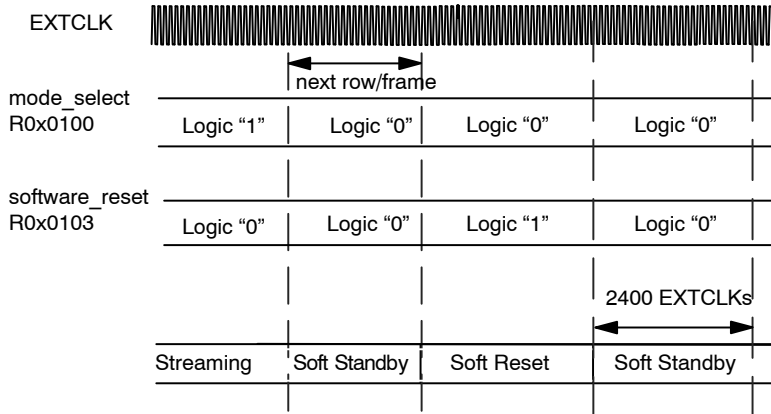 EXTCLK
next row/frame
mode_select
R0x0100
Logic “1”
Logic “0”
Logic “0”
Logic “0”
software_reset
R0x0103
Logic “0”
Logic “0”
Logic “1”
Logic “0”
2400 EXTCLKs
Streaming
Soft Standby
Soft Reset
Soft Standby